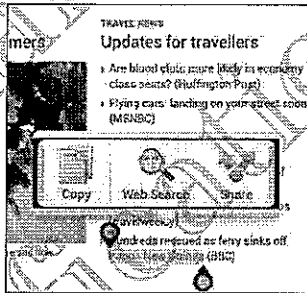 TRAVEL NEWS
mers
Updates for travellers
Are blood clots more likely in economy
class seats? (Huffington Post)
Flying cars landing on your street soon
(MSNBC)
Copy
Web Search
Share
hundreds rescued as ferry sinks off
(BBC)